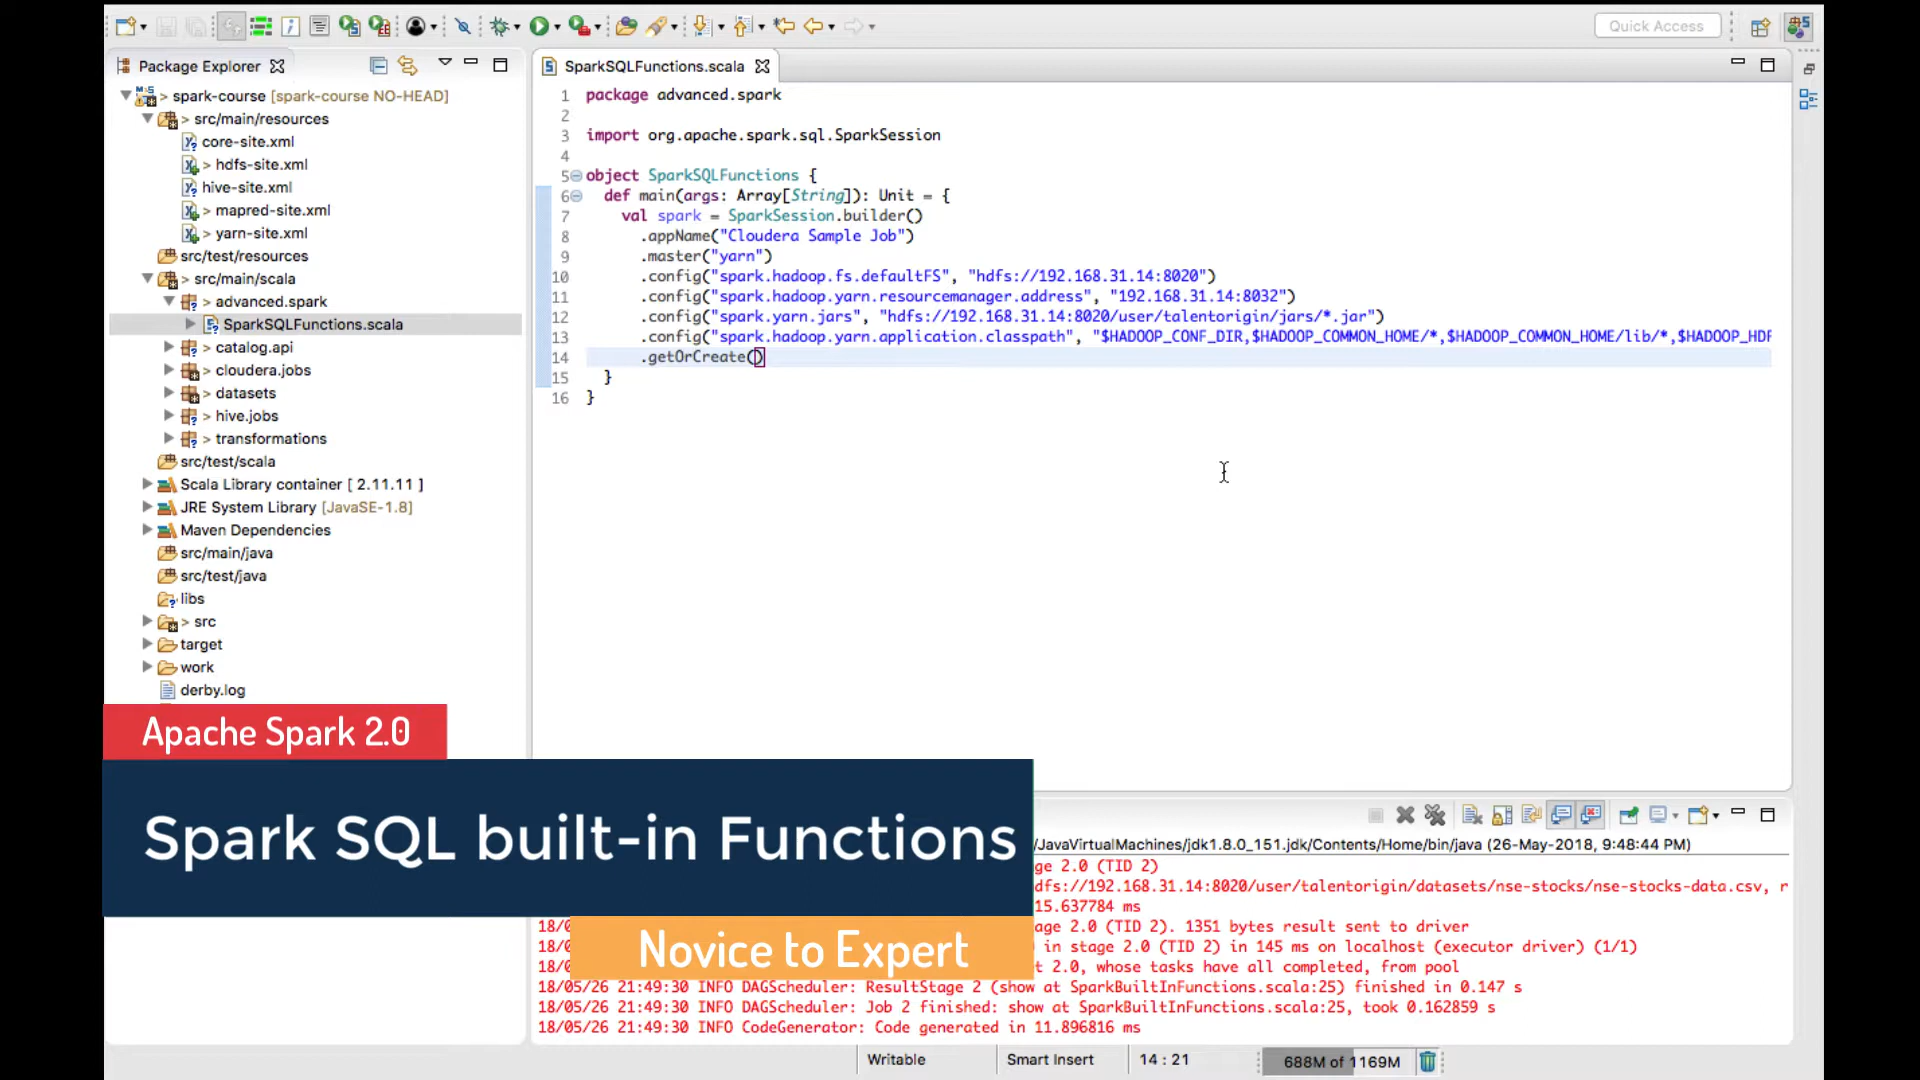 Quick Access
Package Explorer
> spark-course [spark-course NO-HEAD]
> src/main/resources
core-site.xml
> hdfs-site.xml
hive-site.xml
> mapred-site.xml
> yarn-site.xml
src/test/resources
> src/main/scala
> advanced.spark
SparkSQLFunctions.scala
> catalog.api
> cloudera.jobs
> datasets
> hive.jobs
> transformations
src/test/scala
Scala Library container [ 2.11.11 ]
JRE System Library [JavaSE-1.8]
Maven Dependencies
src/main/java
src/test/java
libs
> src
target
work
derby.log
SparkSQLFunctions.scala
1 package advanced.spark
2
3 import org.apache.spark.sql.SparkSession
4
5 object SparkSQLFunctions {
6 def main(args: Array[String]): Unit = {
7 val spark = SparkSession.builder()
8 .appName("Cloudera Sample Job")
9 .master("yarn")
10 .config("spark.hadoop.fs.defaultFS", "hdfs://192.168.31.14:8020")
11 .config("spark.hadoop.yarn.resourcemanager.address", "192.168.31.14:8032")
12 .config("spark.yarn.jars", "hdfs://192.168.31.14:8020/user/talentorigin/jars/*.jar")
13 .config("spark.hadoop.yarn.application.classpath", "$HADOOP_CONF_DIR,$HADOOP_COMMON_HOME/*,$HADOOP_COMMON_HOME/lib/*,$HADOOP_HDF
14 .getOrCreate()
15 }
16 }
Apache Spark 2.0
Spark SQL built-in Functions
Novice to Expert
/JavaVirtualMachines/jdk1.8.0_151.jdk/Contents/Home/bin/java (26-May-2018, 9:48:44 PM)
ge 2.0 (TID 2)
dfs://192.168.31.14:8020/user/talentorigin/datasets/nse-stocks/nse-stocks-data.csv, r
15.637784 ms
18/0 age 2.0 (TID 2). 1351 bytes result sent to driver
18/0 in stage 2.0 (TID 2) in 145 ms on localhost (executor driver) (1/1)
18/0 t 2.0, whose tasks have all completed, from pool
18/05/26 21:49:30 INFO DAGScheduler: ResultStage 2 (show at SparkBuiltInFunctions.scala:25) finished in 0.147 s
18/05/26 21:49:30 INFO DAGScheduler: Job 2 finished: show at SparkBuiltInFunctions.scala:25, took 0.162859 s
18/05/26 21:49:30 INFO CodeGenerator: Code generated in 11.896816 ms
Writable
Smart Insert
14 : 21
688M of 1169M